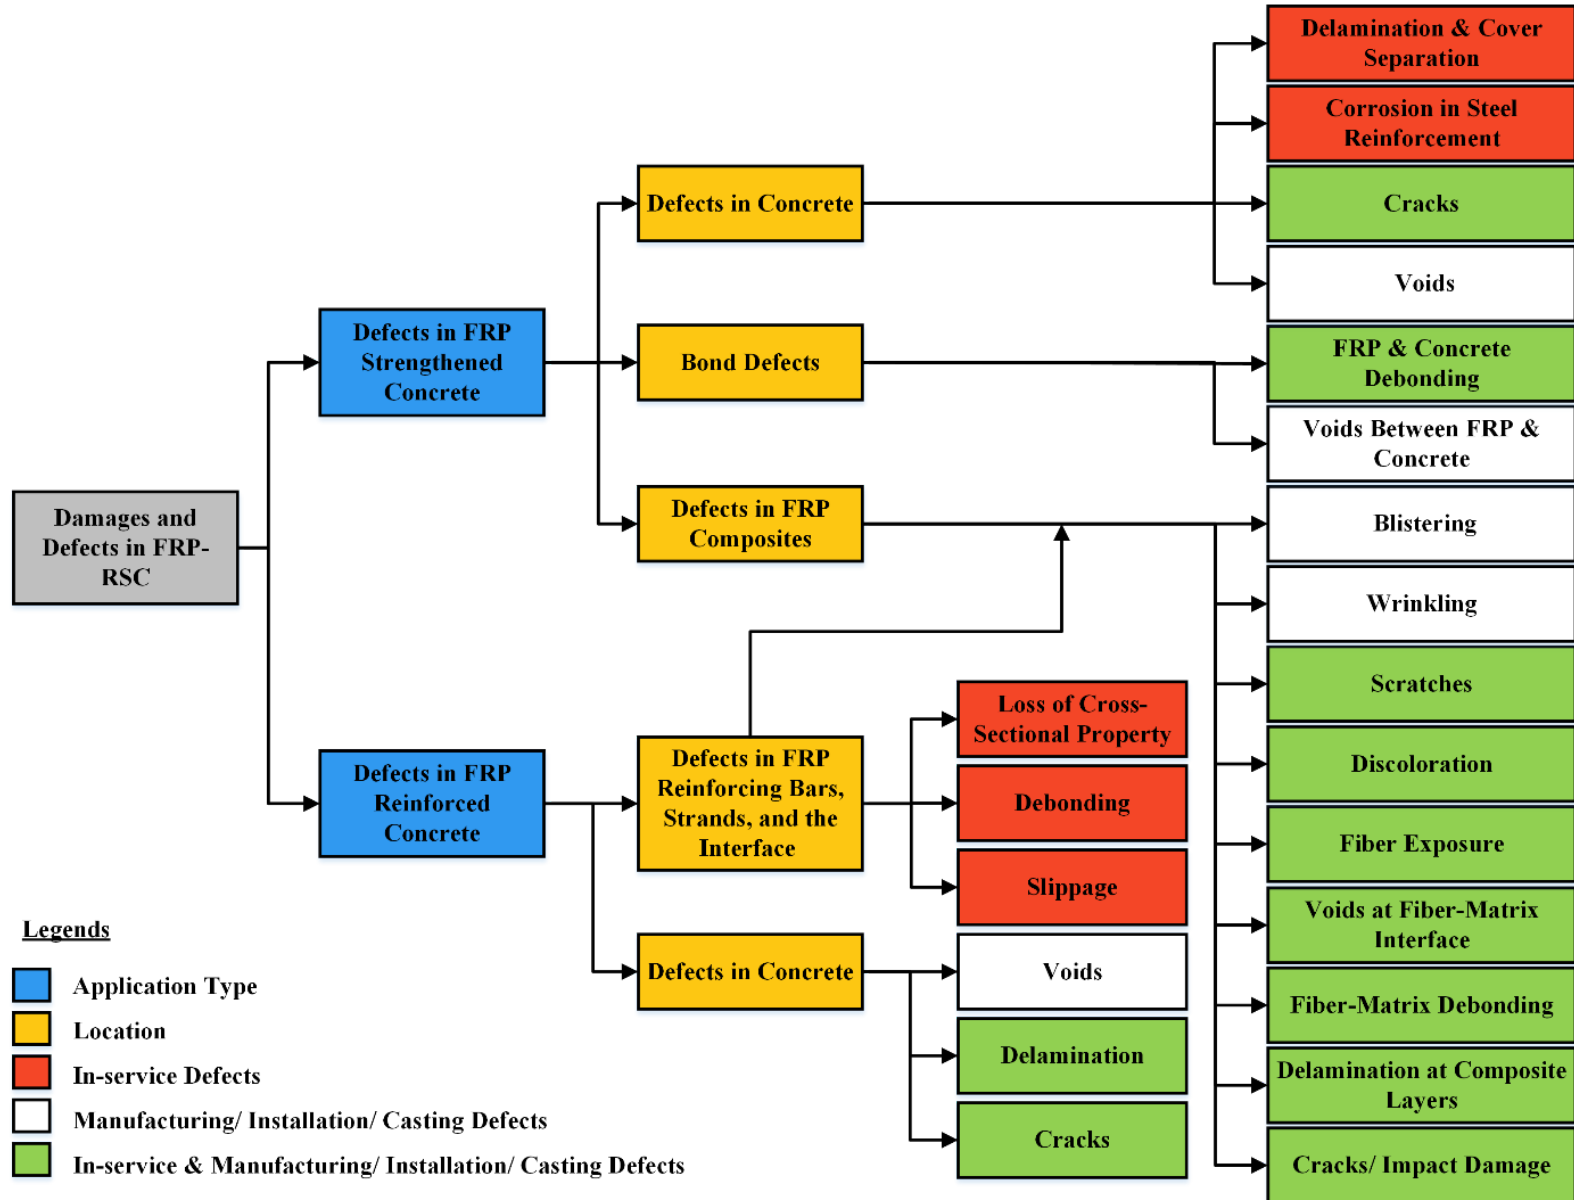 Damages and
Defects in FRP-
RSC
Defects in FRP
Strengthened
Concrete
Defects in FRP
Reinforced
Concrete
Defects in Concrete
Bond Defects
Defects in FRP
Composites
Defects in FRP
Reinforcing Bars,
Strands, and the
Interface
Defects in Concrete
Loss of Cross-
Sectional Property
Debonding
Slippage
Voids
Delamination
Cracks
Delamination & Cover
Separation
Corrosion in Steel
Reinforcement
Cracks
Voids
FRP & Concrete
Debonding
Voids Between FRP &
Concrete
Blistering
Wrinkling
Scratches
Discoloration
Fiber Exposure
Voids at Fiber-Matrix
Interface
Fiber-Matrix Debonding
Delamination at Composite
Layers
Cracks/ Impact Damage
Legends
Application Type
Location
In-service Defects
Manufacturing/ Installation/ Casting Defects
In-service & Manufacturing/ Installation/ Casting Defects